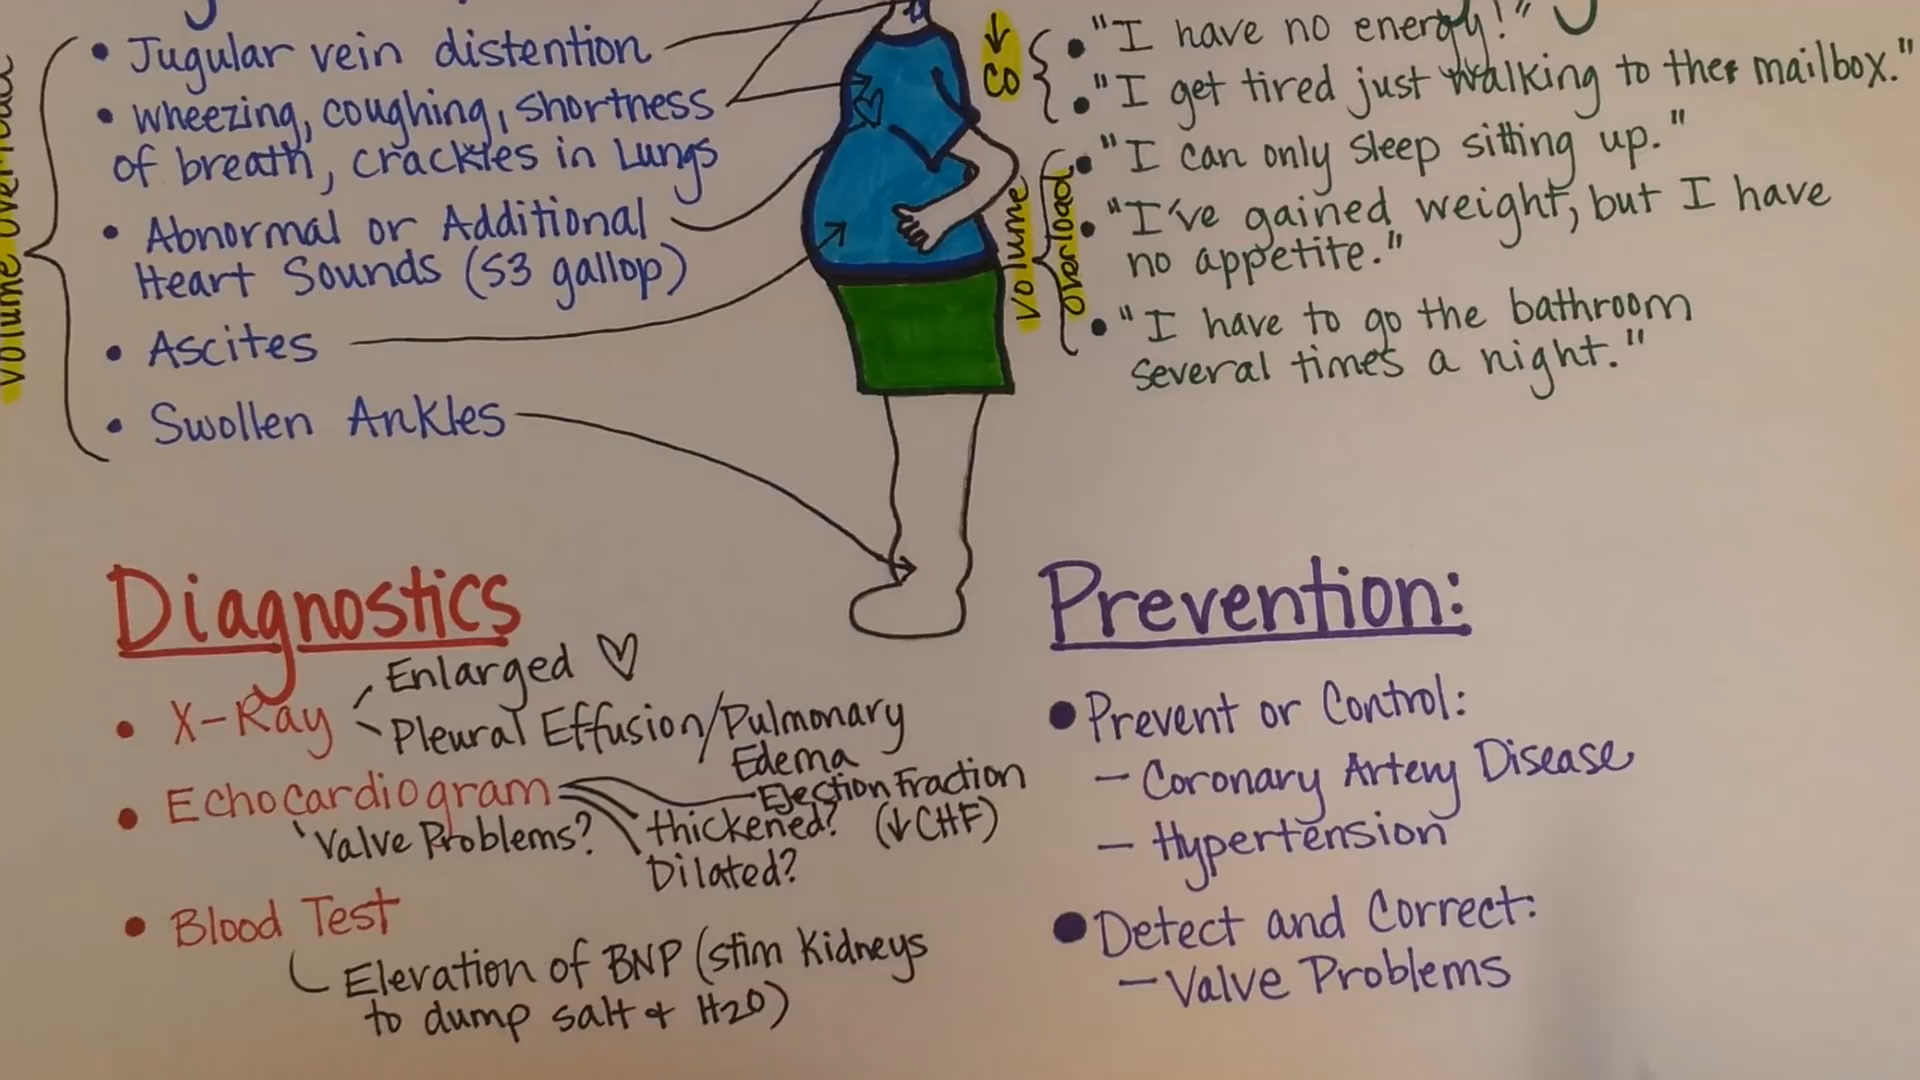 • Jugular vein distention
• wheezing, coughing, shortness
of breath, crackles in Lungs
• Abnormal or Additional
Heart Sounds (S3 gallop)
• Ascites
• Swollen Ankles
volume overload
↓
CO
• "I have no energy!"
• "I get tired just walking to the mailbox."
volume
overload
• "I can only sleep sitting up."
• "I've gained weight, but I have
no appetite."
• "I have to go the bathroom
several times a night."
Diagnostics
• X-Ray
Enlarged ♡
Pleural Effusion/Pulmonary
Edema
• Echocardiogram
Ejection Fraction
(↓ CHF)
thickened?
Dilated?
Valve Problems?
• Blood Test
Elevation of BNP (stim Kidneys
to dump salt + H2O)
Prevention:
• Prevent or Control:
- Coronary Artery Disease
- Hypertension
• Detect and Correct:
- Valve Problems